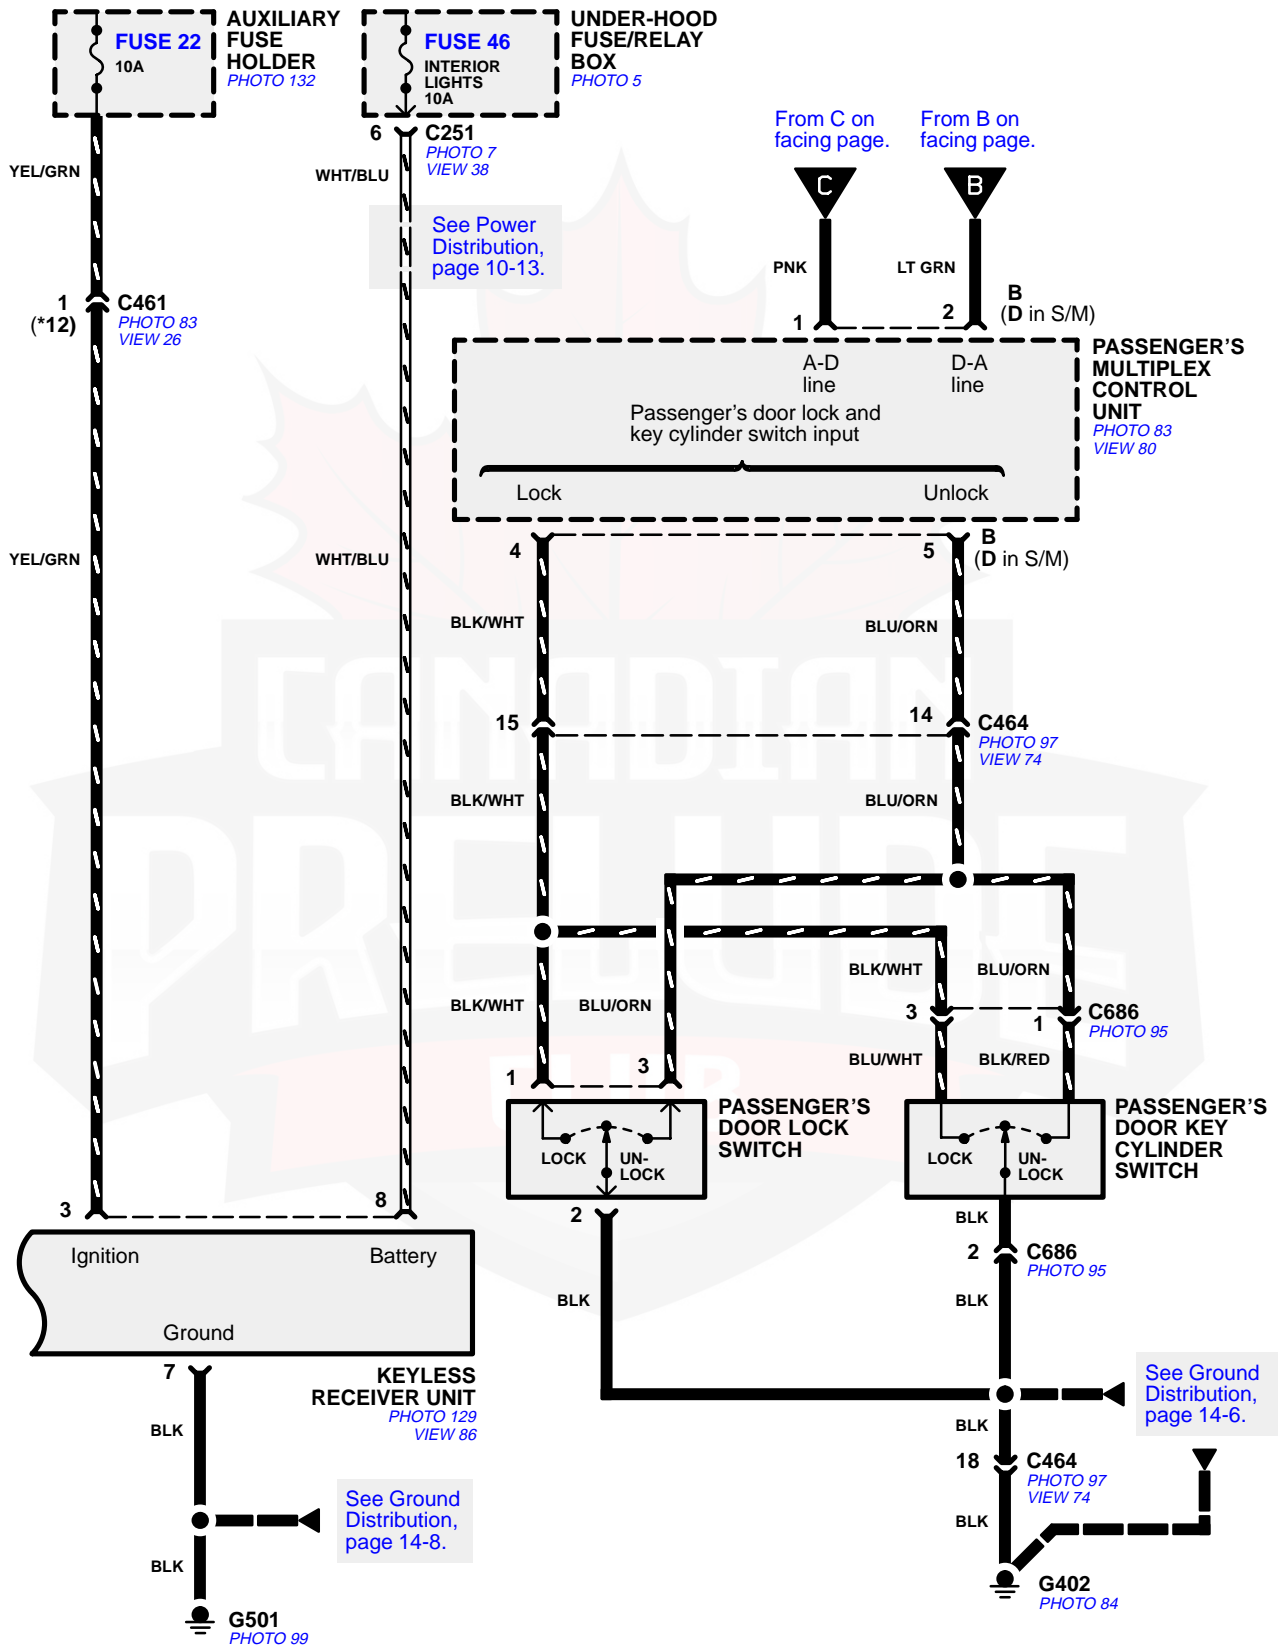 FUSE 22
10A
AUXILIARY
FUSE
HOLDER
PHOTO 132
FUSE 46
INTERIOR
LIGHTS
10A
UNDER-HOOD
FUSE/RELAY
BOX
PHOTO 5
6
C251
PHOTO 7
VIEW 38
YEL/GRN
WHT/BLU
See Power
Distribution,
page 10-13.
From C on
facing page.
From B on
facing page.
C
B
PNK
LT GRN
1
(*12)
C461
PHOTO 83
VIEW 26
1
2
B
(D in S/M)
PASSENGER'S
MULTIPLEX
CONTROL
UNIT
PHOTO 83
VIEW 80
A-D
line
D-A
line
Passenger's door lock and
key cylinder switch input
Lock
Unlock
4
5
B
(D in S/M)
YEL/GRN
WHT/BLU
BLK/WHT
BLU/ORN
15
14
C464
PHOTO 97
VIEW 74
BLK/WHT
BLU/ORN
CANADIAN
PRELUDE
CLUB
BLK/WHT
BLU/ORN
BLK/WHT
BLU/ORN
3
1
C686
PHOTO 95
BLU/WHT
BLK/RED
1
3
LOCK
UN-
LOCK
PASSENGER'S
DOOR LOCK
SWITCH
LOCK
UN-
LOCK
PASSENGER'S
DOOR KEY
CYLINDER
SWITCH
3
8
2
BLK
2
C686
PHOTO 95
Ignition
Battery
Ground
BLK
BLK
7
KEYLESS
RECEIVER UNIT
PHOTO 129
VIEW 86
See Ground
Distribution,
page 14-6.
BLK
BLK
18
C464
PHOTO 97
VIEW 74
See Ground
Distribution,
page 14-8.
BLK
BLK
G402
PHOTO 84
G501
PHOTO 99